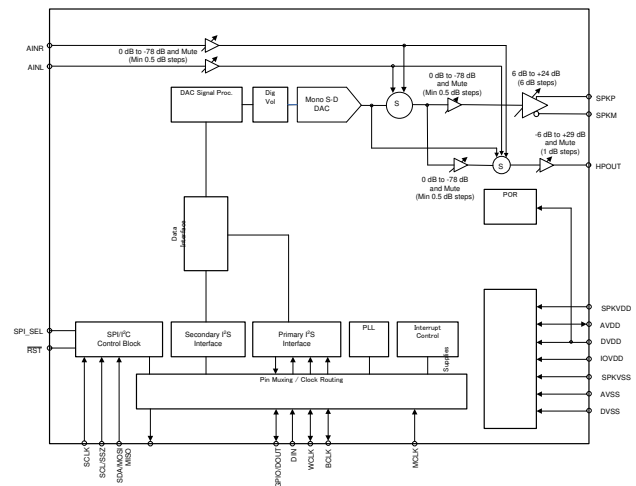 AINR
AINL
0 dB to -78 dB and Mute
(Min 0.5 dB steps)
DAC Signal Proc.
Dig
Vol
Mono S-D
DAC
S
0 dB to -78 dB
and Mute
(Min 0.5 dB steps)
6 dB to +24 dB
(6 dB steps)
SPKP
SPKM
-6 dB to +29 dB
and Mute
(1 dB steps)
S
HPOUT
0 dB to -78 dB
and Mute
(Min 0.5 dB steps)
POR
Data
Interface
SPI_SEL
RST
SPI/I²C
Control Block
Secondary I²S
Interface
Primary I²S
Interface
PLL
Interrupt
Control
Supplies
SPKVDD
AVDD
DVDD
IOVDD
SPKVSS
AVSS
DVSS
Pin Muxing / Clock Routing
SCLK
SCL/SSZ
SDA/MOSI
MISO
GPIO/DOUT
DIN
WCLK
BCLK
MCLK